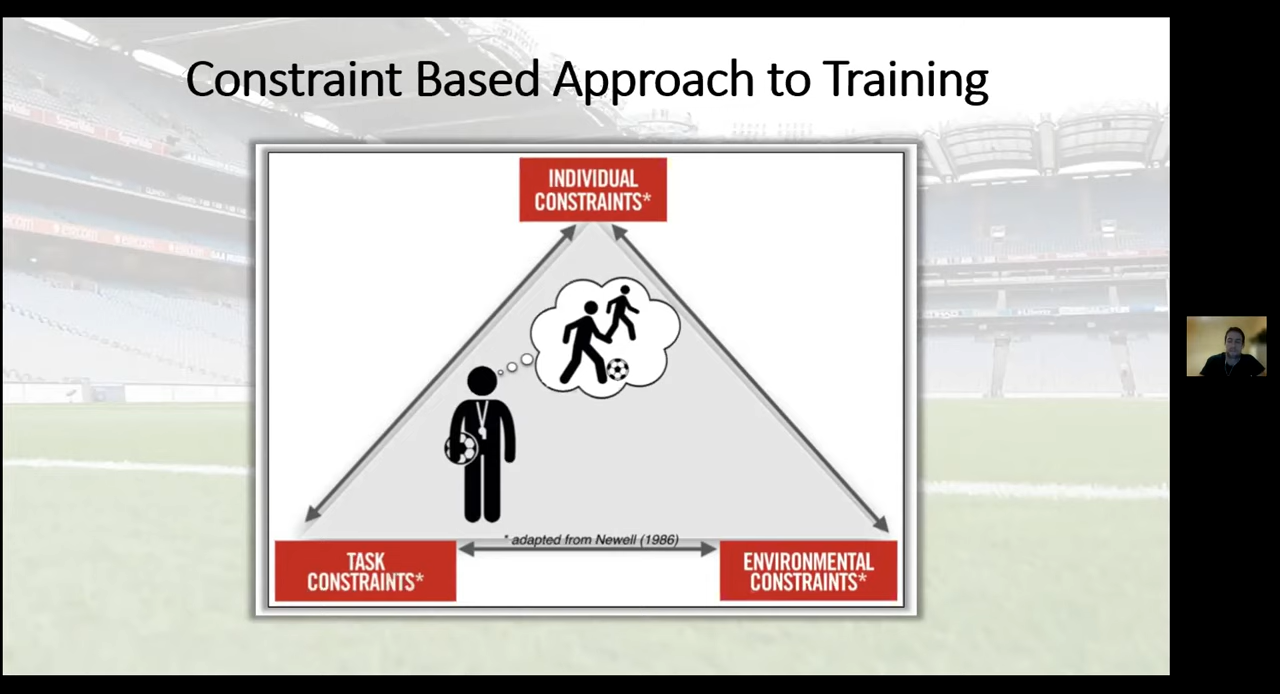 Constraint Based Approach to Training
INDIVIDUAL
CONSTRAINTS*
* adapted from Newell (1986)
TASK
CONSTRAINTS*
ENVIRONMENTAL
CONSTRAINTS*